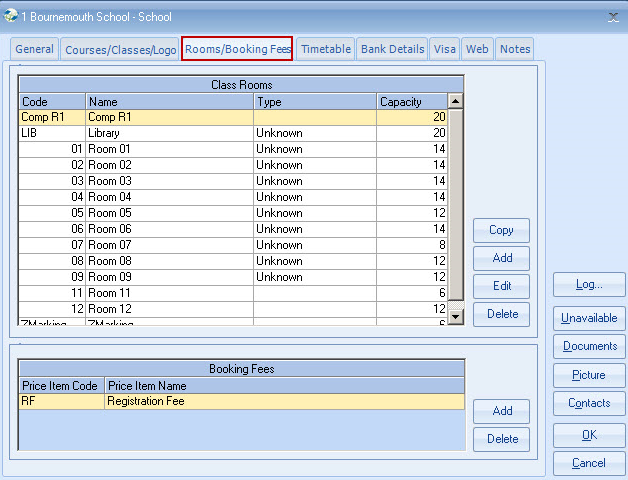 1 Bournemouth School - School
General Courses/Classes/Logo Rooms/Booking Fees Timetable Bank Details Visa Web Notes
Class Rooms
Code Name Type Capacity
Comp R1 Comp R1 20
LIB Library Unknown 20
01 Room 01 Unknown 14
02 Room 02 Unknown 14
03 Room 03 Unknown 14
04 Room 04 Unknown 14
05 Room 05 Unknown 12
06 Room 06 Unknown 14
07 Room 07 Unknown 8
08 Room 08 Unknown 12
09 Room 09 Unknown 12
11 Room 11 6
12 Room 12 12
ZMarking ZMarking 6
Copy
Add
Edit
Delete
Booking Fees
Price Item Code Price Item Name
RF Registration Fee
Add
Delete
Log...
Unavailable
Documents
Picture
Contacts
OK
Cancel